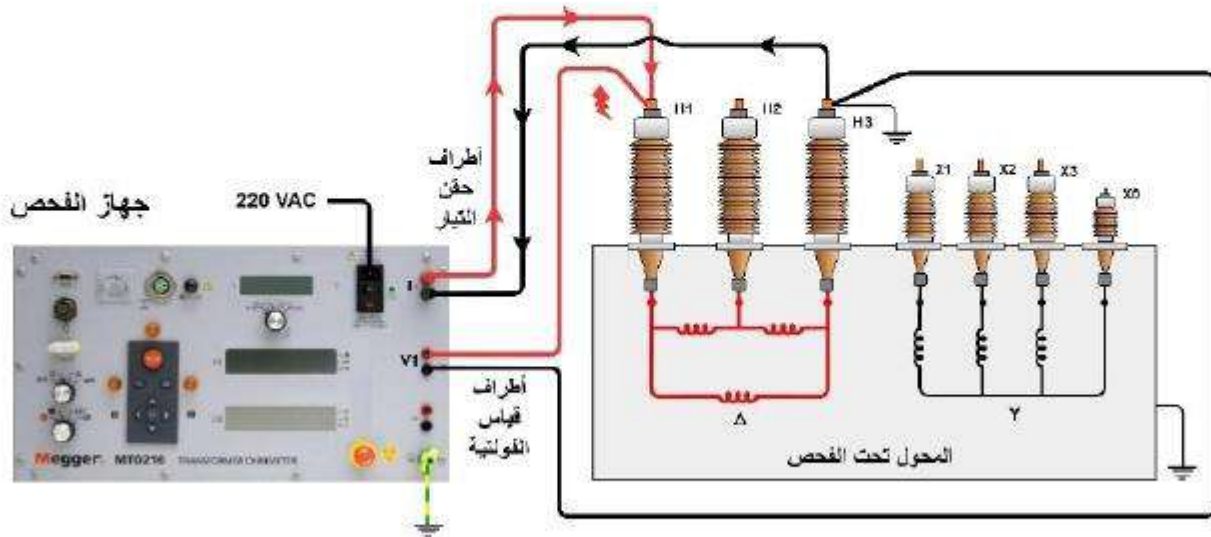 H1
H2
H3
X1
X2
X3
X0
أطراف
حقن
التيار
جهاز الفحص
220 VAC
I
V1
أطراف
قياس
الفولتية
Δ
Y
المحول تحت الفحص
Megger. MTO210 TRANSFORMER OHMMETER